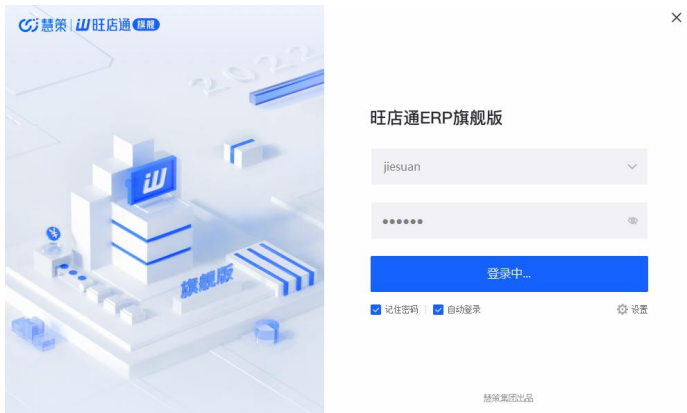 慧策 | 旺店通 旗舰
2022
旺店通ERP旗舰版
jiesuan
旗舰版
登录中...
记住密码 自动登录 设置
慧策集团出品